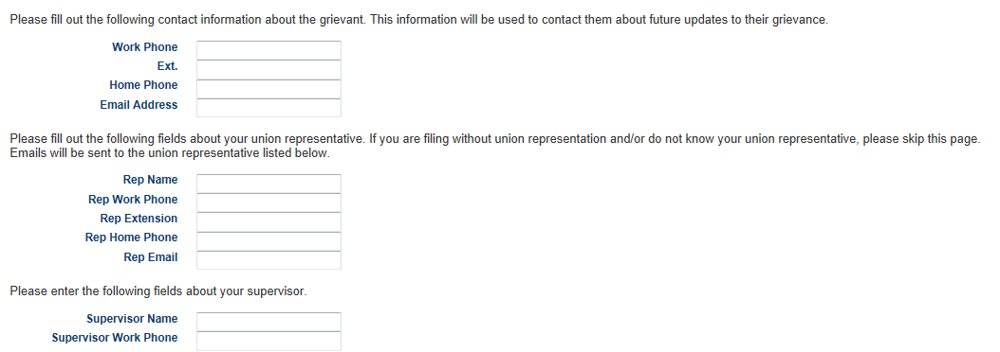 Please fill out the following contact information about the grievant. This information will be used to contact them about future updates to their grievance.
Work Phone
Ext.
Home Phone
Email Address
Please fill out the following fields about your union representative. If you are filing without union representation and/or do not know your union representative, please skip this page.
Emails will be sent to the union representative listed below.
Rep Name
Rep Work Phone
Rep Extension
Rep Home Phone
Rep Email
Please enter the following fields about your supervisor.
Supervisor Name
Supervisor Work Phone